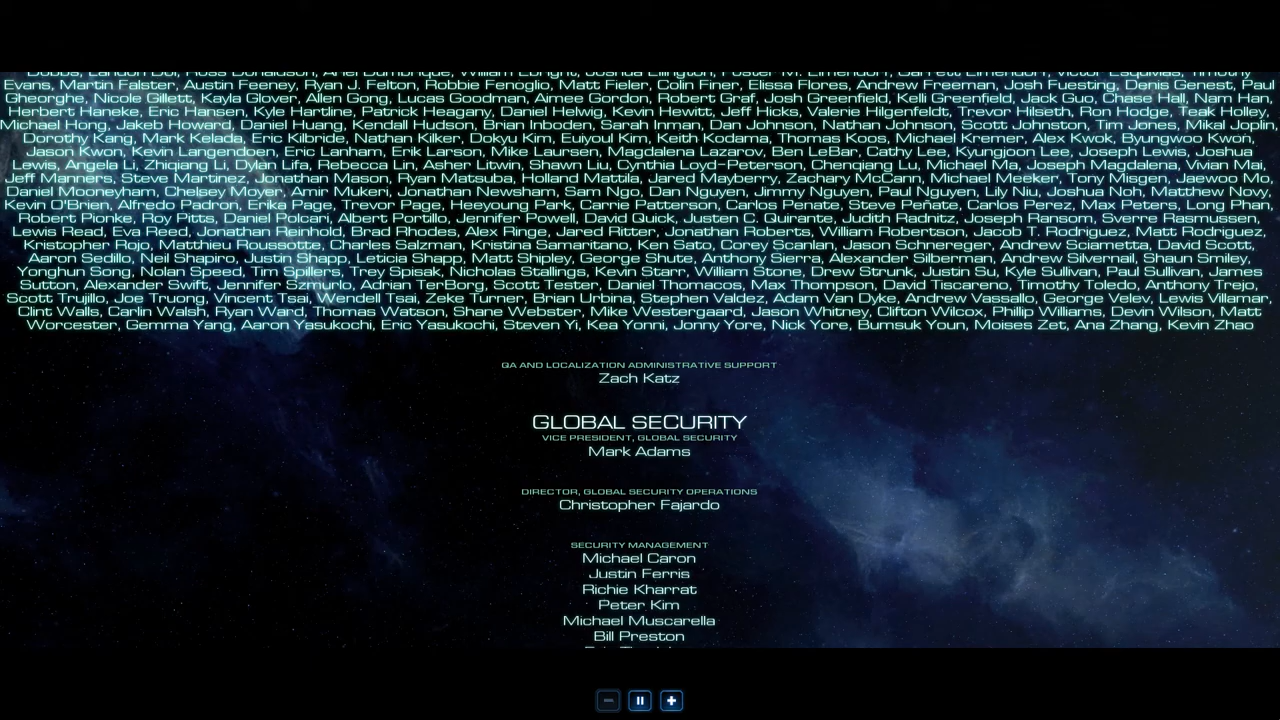 Dobbs, Landon Doi, Ross Donaldson, Ariel Dumbrique, William Ebright, Joshua Ellington, Foster M. Elmendorf, Garrett Elmendorf, Victor Esquivias, Timothy
Evans, Martin Falster, Austin Feeney, Ryan J. Felton, Robbie Fenoglio, Matt Fieler, Colin Finer, Elissa Flores, Andrew Freeman, Josh Fuesting, Denis Genest, Paul
Gheorghe, Nicole Gillett, Kayla Glover, Allen Gong, Lucas Goodman, Aimee Gordon, Robert Graf, Josh Greenfield, Kelli Greenfield, Jack Guo, Chase Hall, Nam Han,
Herbert Haneke, Eric Hansen, Kyle Hartline, Patrick Heagany, Daniel Helwig, Kevin Hewitt, Jeff Hicks, Valerie Hilgenfeldt, Trevor Hilseth, Ron Hodge, Teak Holley,
Michael Hong, Jakeb Howard, Daniel Huang, Kendall Hudson, Brian Inboden, Sarah Inman, Dan Johnson, Nathan Johnson, Scott Johnston, Tim Jones, Mikal Joplin,
Dorothy Kang, Mark Kelada, Eric Kilbride, Nathan Kilker, Dokyu Kim, Euiyoul Kim, Keith Kodama, Thomas Koos, Michael Kremer, Alex Kwok, Byungwoo Kwon,
Jason Kwon, Kevin Langendoen, Eric Lanham, Erik Larson, Mike Laursen, Magdalena Lazarov, Ben LeBar, Cathy Lee, Kyungjoon Lee, Joseph Lewis, Joshua
Lewis, Angela Li, Zhiqiang Li, Dylan Lifa, Rebecca Lin, Asher Litwin, Shawn Liu, Cynthia Loyd-Peterson, Chenqiang Lu, Michael Ma, Joseph Magdalena, Vivian Mai,
Jeff Manners, Steve Martinez, Jonathan Mason, Ryan Matsuba, Holland Mattila, Jared Mayberry, Zachary McCann, Michael Meeker, Tony Misgen, Jaewoo Mo,
Daniel Mooneyham, Chelsey Moyer, Amir Mukeri, Jonathan Newsham, Sam Ngo, Dan Nguyen, Jimmy Nguyen, Paul Nguyen, Lily Niu, Joshua Noh, Matthew Novy,
Kevin O'Brien, Alfredo Padron, Erika Page, Trevor Page, Heeyoung Park, Carrie Patterson, Carlos Penate, Steve Peñate, Carlos Perez, Max Peters, Long Phan,
Robert Pionke, Roy Pitts, Daniel Polcari, Albert Portillo, Jennifer Powell, David Quick, Justen C. Quirante, Judith Radnitz, Joseph Ransom, Sverre Rasmussen,
Lewis Read, Eva Reed, Jonathan Reinhold, Brad Rhodes, Alex Ringe, Jared Ritter, Jonathan Roberts, William Robertson, Jacob T. Rodriguez, Matt Rodriguez,
Kristopher Rojo, Matthieu Roussotte, Charles Salzman, Kristina Samaritano, Ken Sato, Corey Scanlan, Jason Schnereger, Andrew Sciametta, David Scott,
Aaron Sedillo, Neil Shapiro, Justin Shapp, Leticia Shapp, Matt Shipley, George Shute, Anthony Sierra, Alexander Silberman, Andrew Silvernail, Shaun Smiley,
Yonghun Song, Nolan Speed, Tim Spillers, Trey Spisak, Nicholas Stallings, Kevin Starr, William Stone, Drew Strunk, Justin Su, Kyle Sullivan, Paul Sullivan, James
Sutton, Alexander Swift, Jennifer Szmurlo, Adrian TerBorg, Scott Tester, Daniel Thomacos, Max Thompson, David Tiscareno, Timothy Toledo, Anthony Trejo,
Scott Trujillo, Joe Truong, Vincent Tsai, Wendell Tsai, Zeke Turner, Brian Urbina, Stephen Valdez, Adam Van Dyke, Andrew Vassallo, George Velev, Lewis Villamar,
Clint Walls, Carlin Walsh, Ryan Ward, Thomas Watson, Shane Webster, Mike Westergaard, Jason Whitney, Clifton Wilcox, Phillip Williams, Devin Wilson, Matt
Worcester, Gemma Yang, Aaron Yasukochi, Eric Yasukochi, Steven Yi, Kea Yonni, Jonny Yore, Nick Yore, Bumsuk Youn, Moises Zet, Ana Zhang, Kevin Zhao
QA AND LOCALIZATION ADMINISTRATIVE SUPPORT
Zach Katz
GLOBAL SECURITY
VICE PRESIDENT, GLOBAL SECURITY
Mark Adams
DIRECTOR, GLOBAL SECURITY OPERATIONS
Christopher Fajardo
SECURITY MANAGEMENT
Michael Caron
Justin Ferris
Richie Kharrat
Peter Kim
Michael Muscarella
Bill Preston